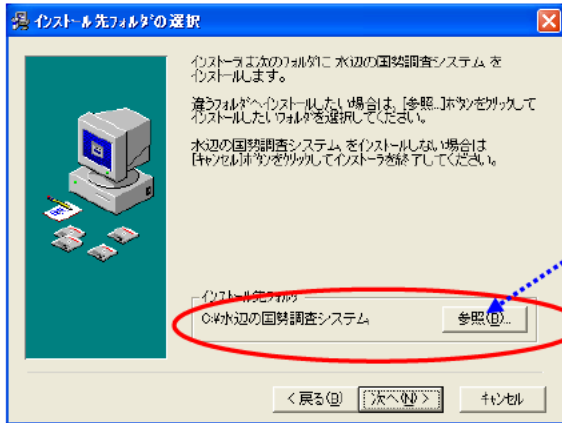 インストール先フォルダの選択
インストーラは次のフォルダに 水辺の国勢調査システム を
インストールします。
違うフォルダへインストールしたい場合は、[参照...]ボタンをクリックして
インストールしたいフォルダを選択してください。
水辺の国勢調査システム をインストールしない場合は
[キャンセル]ボタンをクリックしてインストーラを終了してください。
インストール先フォルダ
C:¥水辺の国勢調査システム
参照(B)...
< 戻る(B)
次へ(N) >
キャンセル